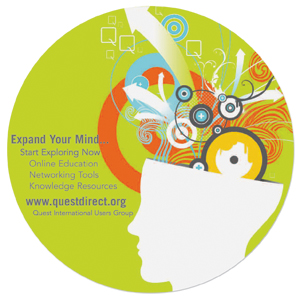 Expand Your Mind...
Start Exploring Now
Online Education
Networking Tools
Knowledge Resources
www.questdirect.org
Quest International Users Group